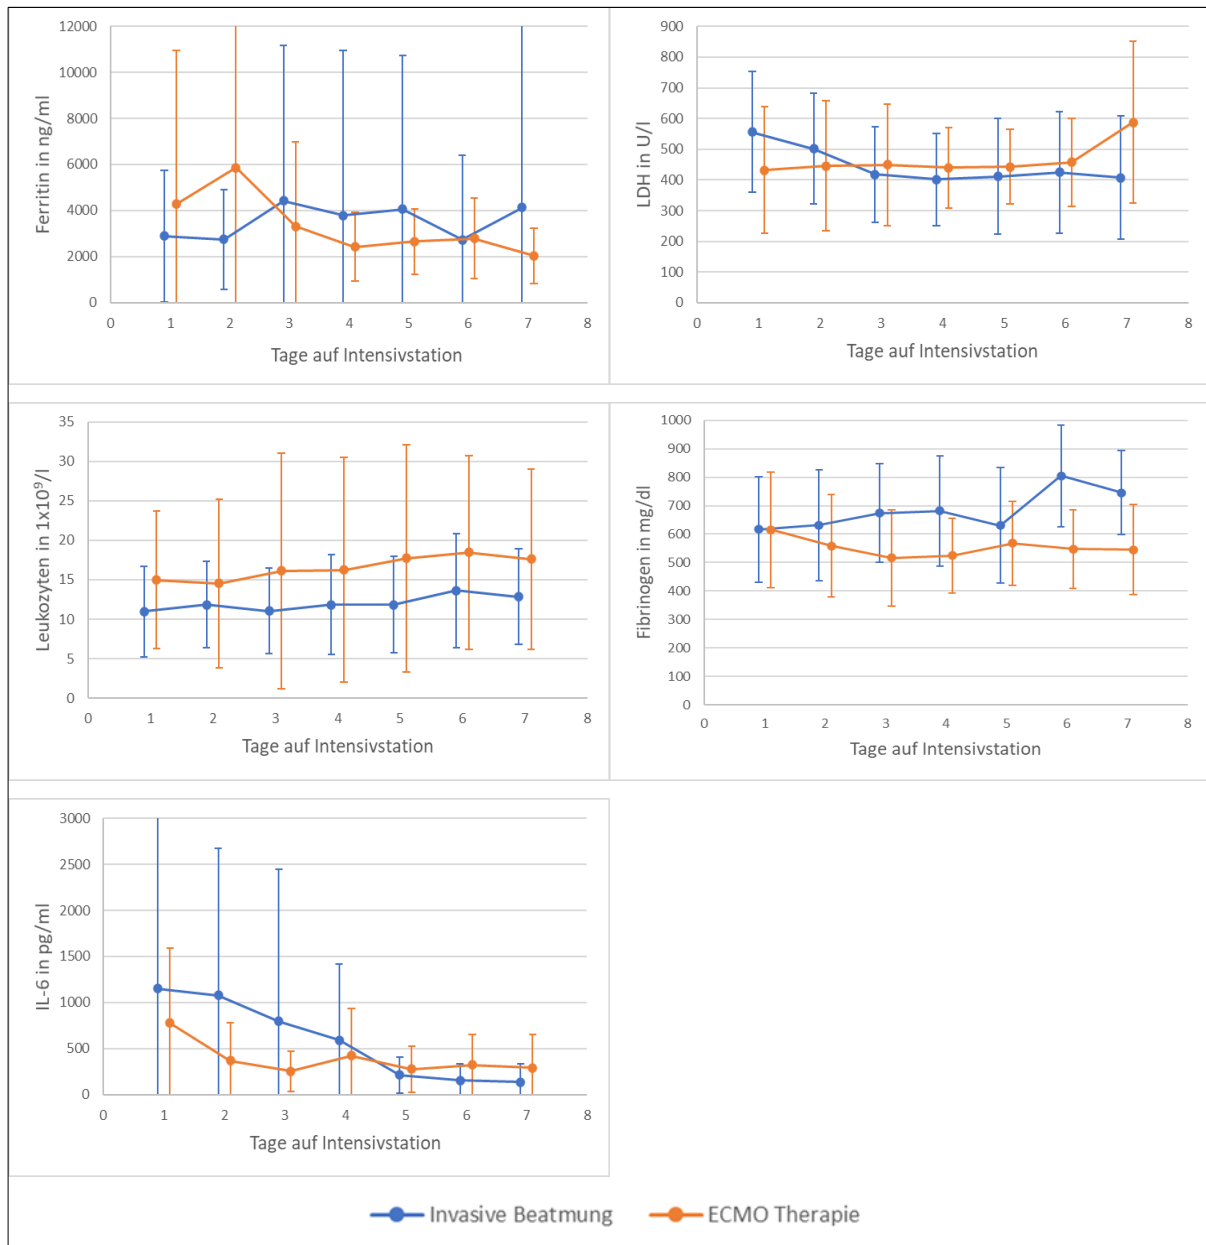 12000
10000
8000
6000
4000
2000
0
Ferritin in ng/ml
0 1 2 3 4 5 6 7 8
Tage auf Intensivstation
900
800
700
600
500
400
300
200
100
0
LDH in U/l
0 1 2 3 4 5 6 7 8
Tage auf Intensivstation
35
30
25
20
15
10
5
0
Leukozyten in 1x10⁹/l
0 1 2 3 4 5 6 7 8
Tage auf Intensivstation
1000
900
800
700
600
500
400
300
200
100
0
Fibrinogen in mg/dl
0 1 2 3 4 5 6 7 8
Tage auf Intensivstation
3000
2500
2000
1500
1000
500
0
IL-6 in pg/ml
0 1 2 3 4 5 6 7 8
Tage auf Intensivstation
Invasive Beatmung ECMO Therapie